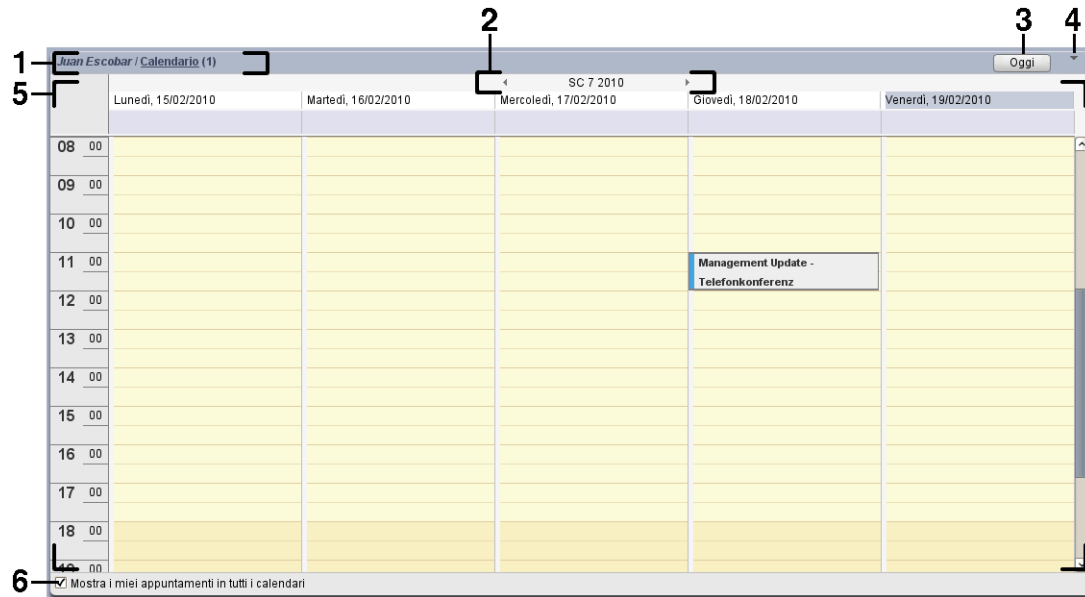 2 3 4
1 Juan Escobar / Calendario (1) Oggi
5 SC 7 2010
Lunedì, 15/02/2010 Martedì, 16/02/2010 Mercoledì, 17/02/2010 Giovedì, 18/02/2010 Venerdì, 19/02/2010
08 00
09 00
10 00
11 00 Management Update -
Telefonkonferenz
12 00
13 00
14 00
15 00
16 00
17 00
18 00
19 00
6 Mostra i miei appuntamenti in tutti i calendari